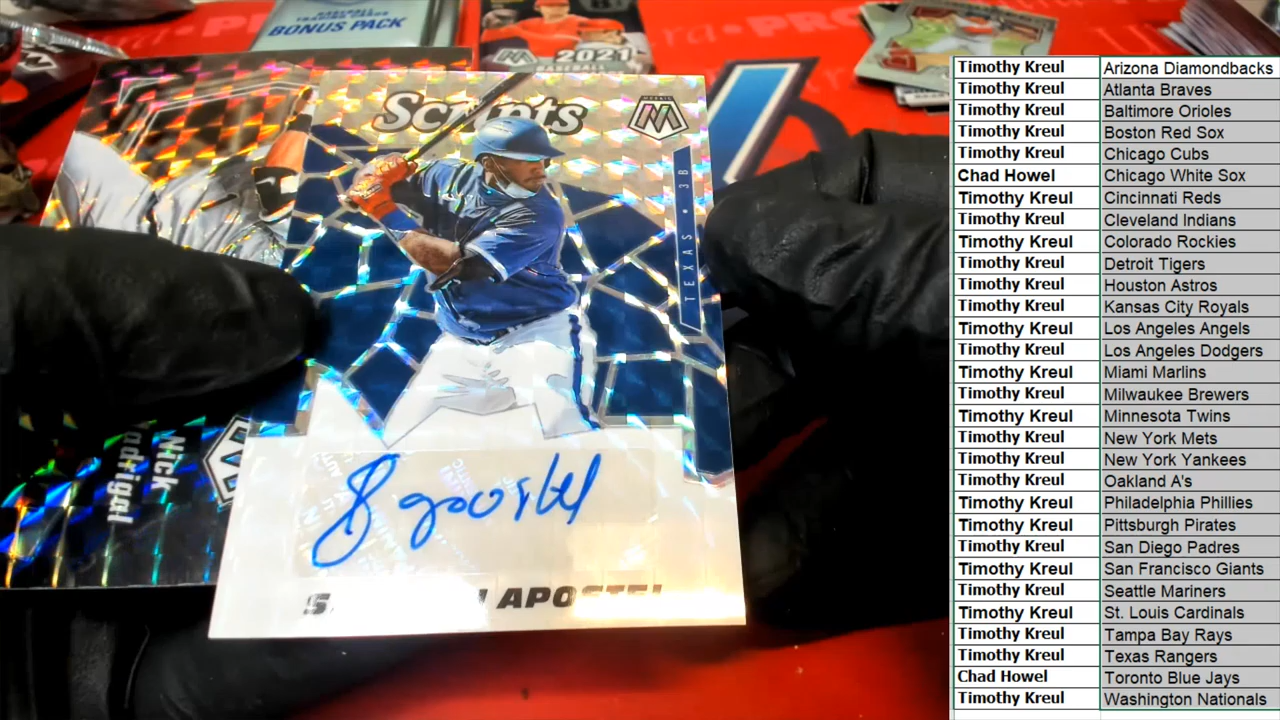 BASEBALL
TRADING CARDS
BONUS PACK
2021
BASEBALL
Scripts
MOSAIC
TEXAS • 3B
S.
APOSTEL
Nick
Madrigal
Timothy Kreul Arizona Diamondbacks
Timothy Kreul Atlanta Braves
Timothy Kreul Baltimore Orioles
Timothy Kreul Boston Red Sox
Timothy Kreul Chicago Cubs
Chad Howel Chicago White Sox
Timothy Kreul Cincinnati Reds
Timothy Kreul Cleveland Indians
Timothy Kreul Colorado Rockies
Timothy Kreul Detroit Tigers
Timothy Kreul Houston Astros
Timothy Kreul Kansas City Royals
Timothy Kreul Los Angeles Angels
Timothy Kreul Los Angeles Dodgers
Timothy Kreul Miami Marlins
Timothy Kreul Milwaukee Brewers
Timothy Kreul Minnesota Twins
Timothy Kreul New York Mets
Timothy Kreul New York Yankees
Timothy Kreul Oakland A's
Timothy Kreul Philadelphia Phillies
Timothy Kreul Pittsburgh Pirates
Timothy Kreul San Diego Padres
Timothy Kreul San Francisco Giants
Timothy Kreul Seattle Mariners
Timothy Kreul St. Louis Cardinals
Timothy Kreul Tampa Bay Rays
Timothy Kreul Texas Rangers
Chad Howel Toronto Blue Jays
Timothy Kreul Washington Nationals